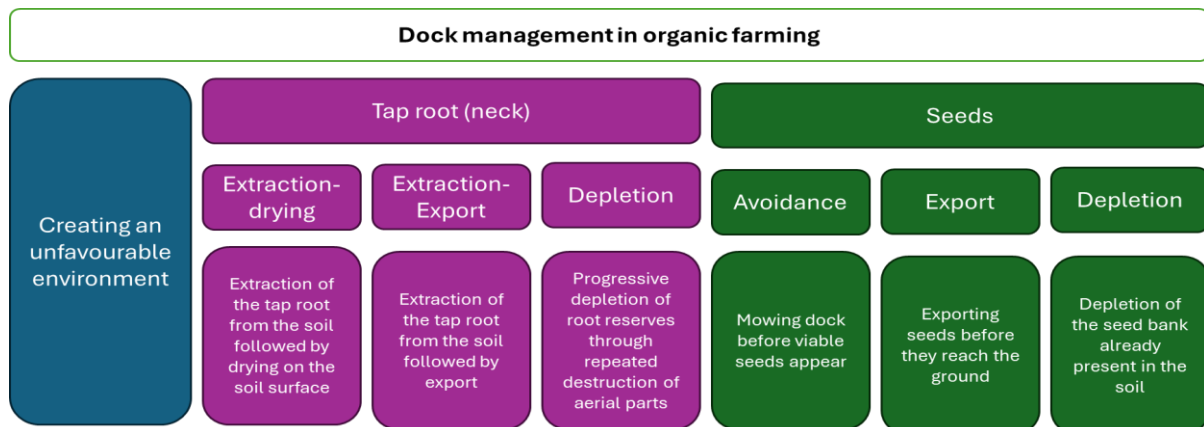 Dock management in organic farming
Creating an
unfavourable
environment
Tap root (neck)
Seeds
Extraction-
drying
Extraction-
Export
Depletion
Avoidance
Export
Depletion
Extraction of
the tap root
from the soil
followed by
drying on the
soil surface
Extraction of
the tap root
from the soil
followed by
export
Progressive
depletion of
root reserves
through
repeated
destruction of
aerial parts
Mowing dock
before viable
seeds appear
Exporting
seeds before
they reach the
ground
Depletion of
the seed bank
already
present in the
soil